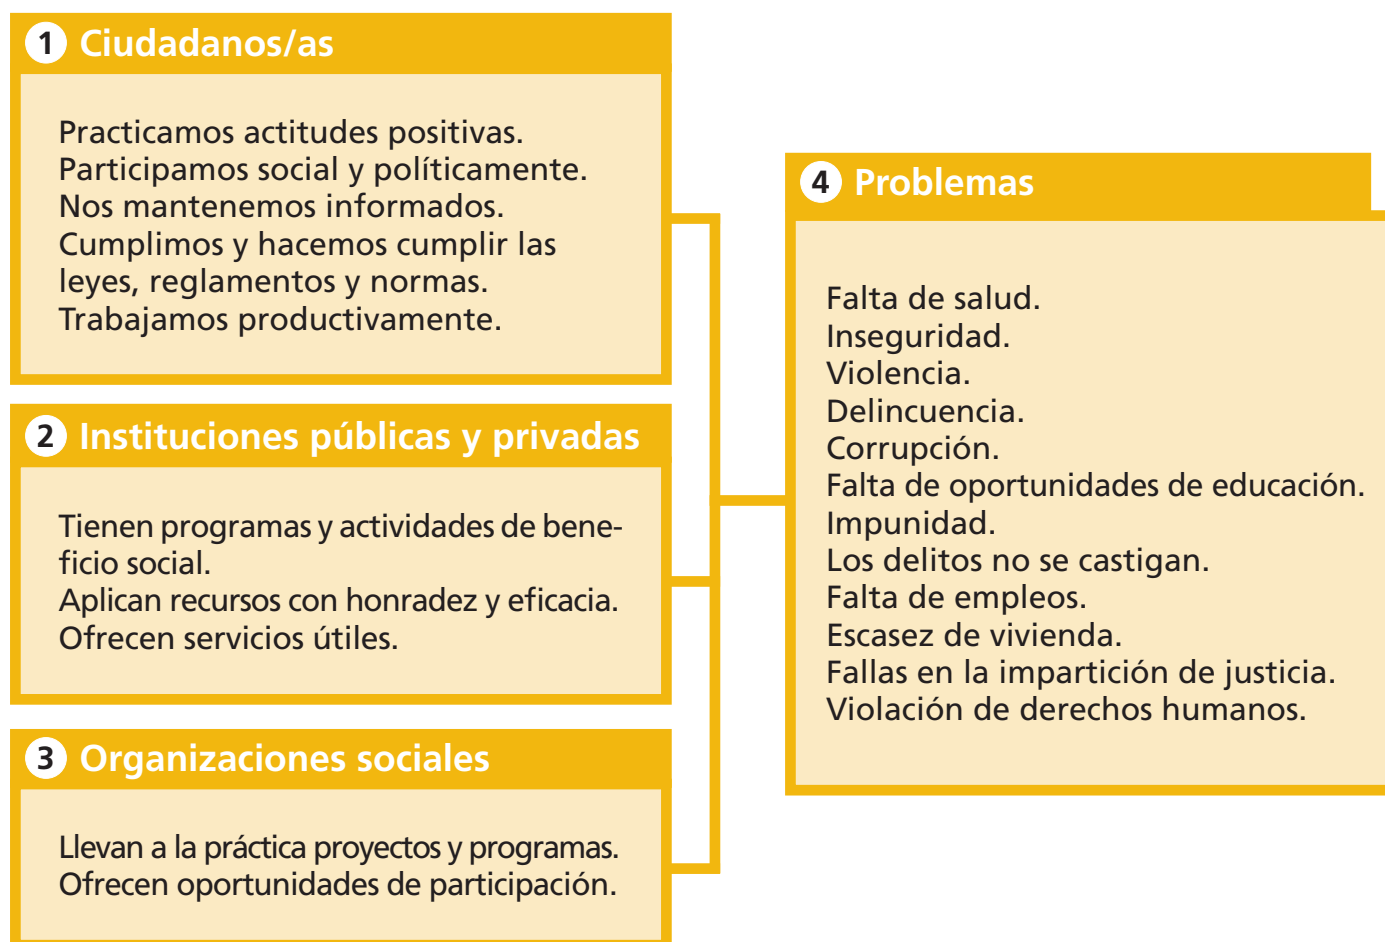 1 Ciudadanos/as
Practicamos actitudes positivas.
Participamos social y políticamente.
Nos mantenemos informados.
Cumplimos y hacemos cumplir las
leyes, reglamentos y normas.
Trabajamos productivamente.
2 Instituciones públicas y privadas
Tienen programas y actividades de bene-
ficio social.
Aplican recursos con honradez y eficacia.
Ofrecen servicios útiles.
3 Organizaciones sociales
Llevan a la práctica proyectos y programas.
Ofrecen oportunidades de participación.
4 Problemas
Falta de salud.
Inseguridad.
Violencia.
Delincuencia.
Corrupción.
Falta de oportunidades de educación.
Impunidad.
Los delitos no se castigan.
Falta de empleos.
Escasez de vivienda.
Fallas en la impartición de justicia.
Violación de derechos humanos.